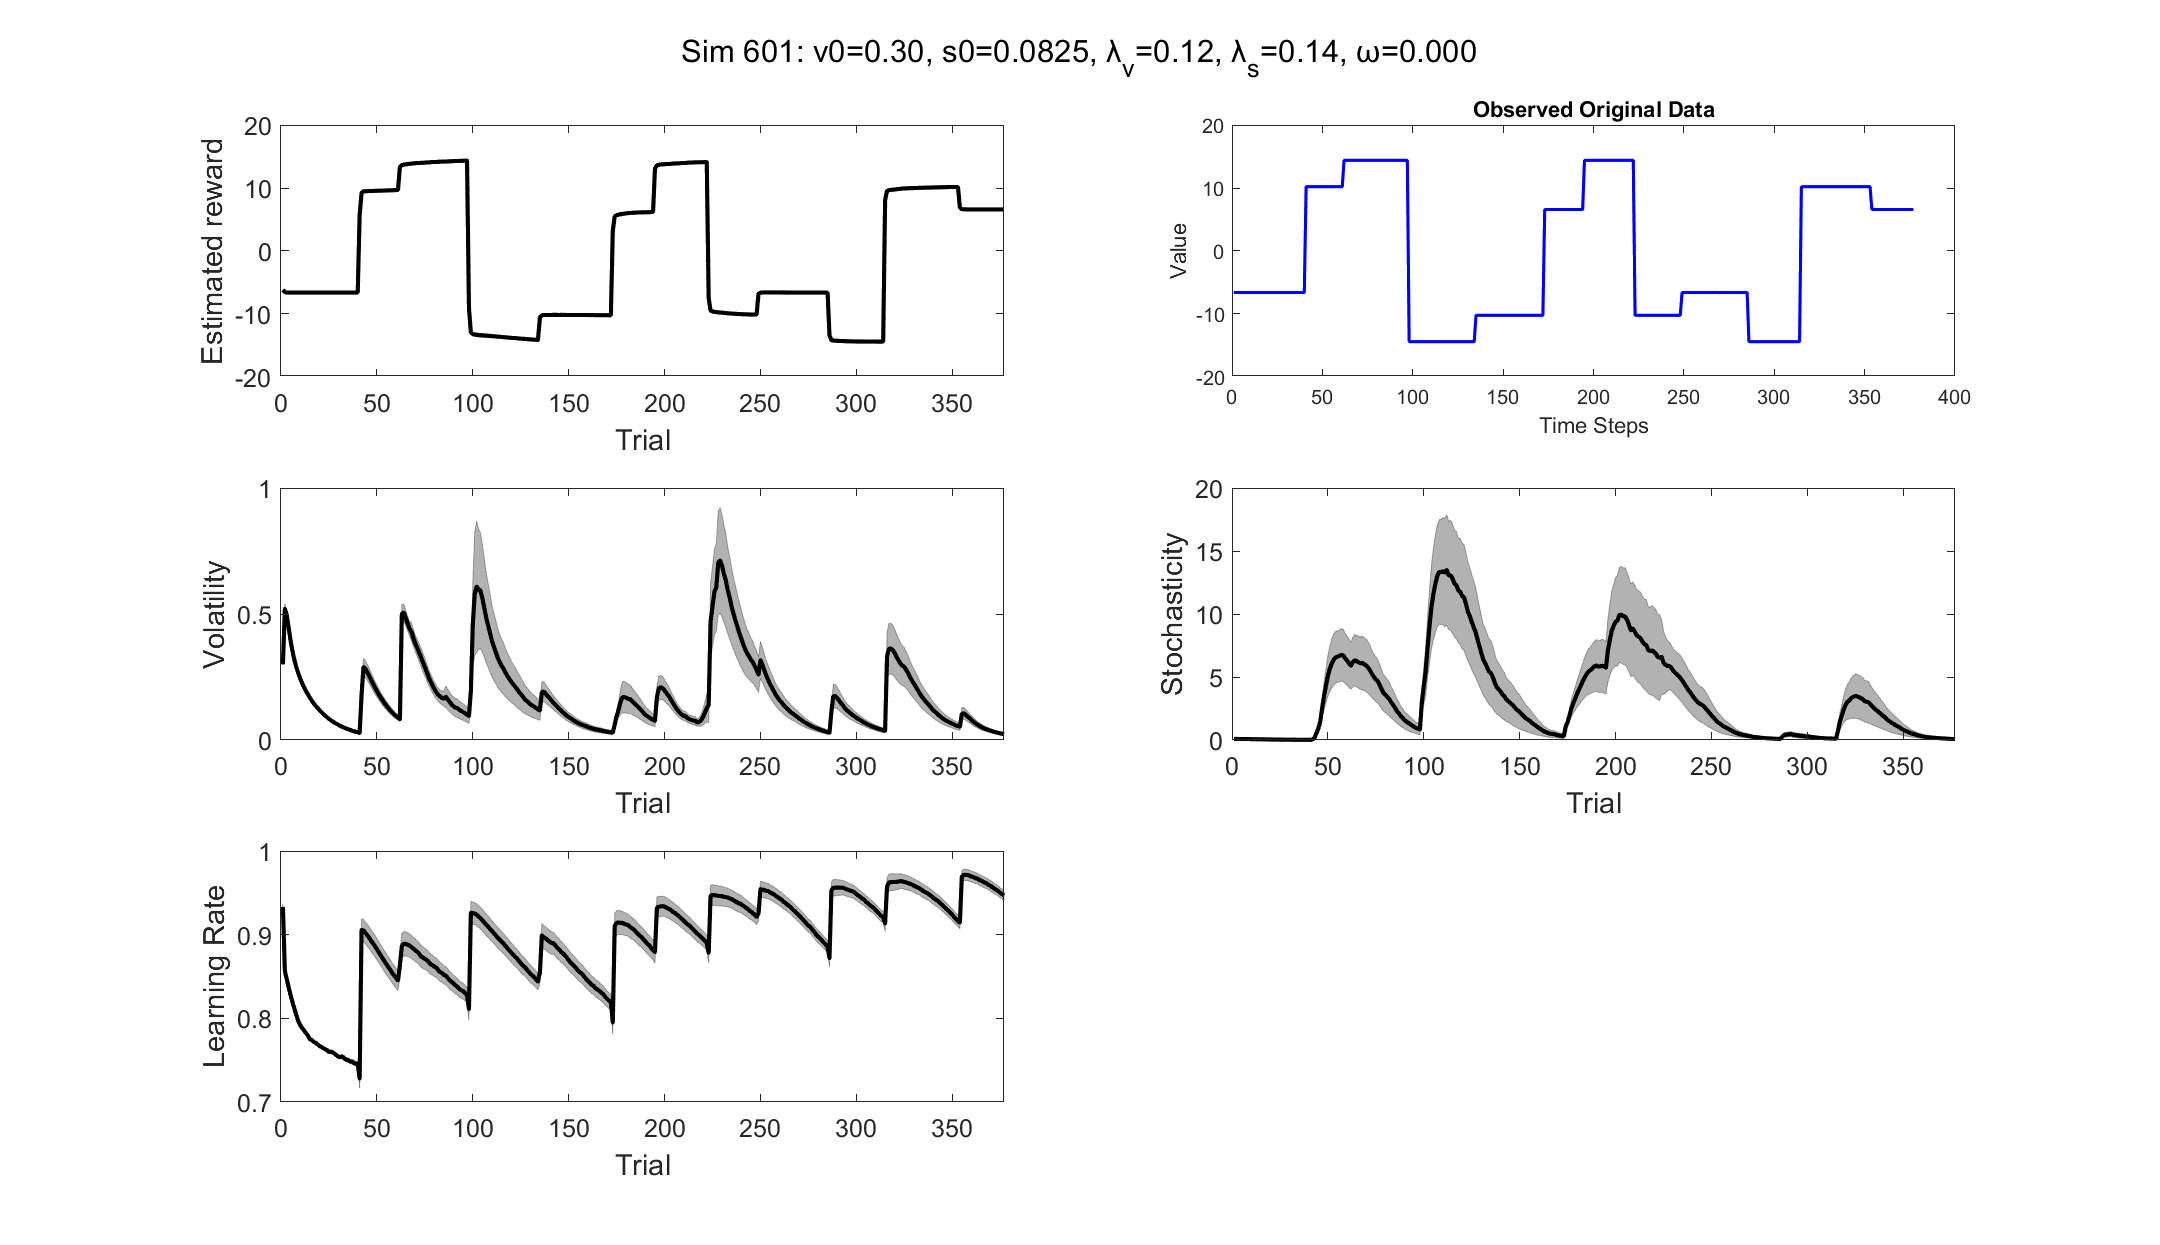 Sim 601: v0=0.30, s0=0.0825, λ_v=0.12, λ_s=0.14, ω=0.000
Estimated reward
20
10
0
-10
-20
0 50 100 150 200 250 300 350
Trial
Observed Original Data
Value
20
10
0
-10
-20
0 50 100 150 200 250 300 350 400
Time Steps
Volatility
1
0.5
0
0 50 100 150 200 250 300 350
Trial
Stochasticity
20
15
10
5
0
0 50 100 150 200 250 300 350
Trial
Learning Rate
1
0.9
0.8
0.7
0 50 100 150 200 250 300 350
Trial